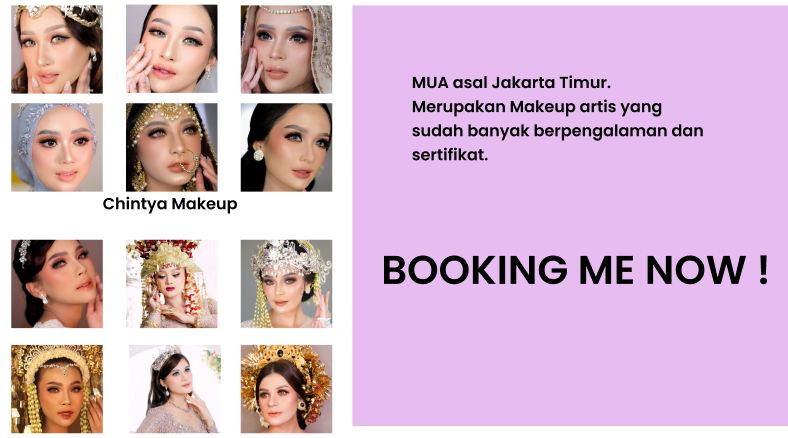 Chintya Makeup
MUA asal Jakarta Timur.
Merupakan Makeup artis yang
sudah banyak berpengalaman dan
sertifikat.
BOOKING ME NOW !